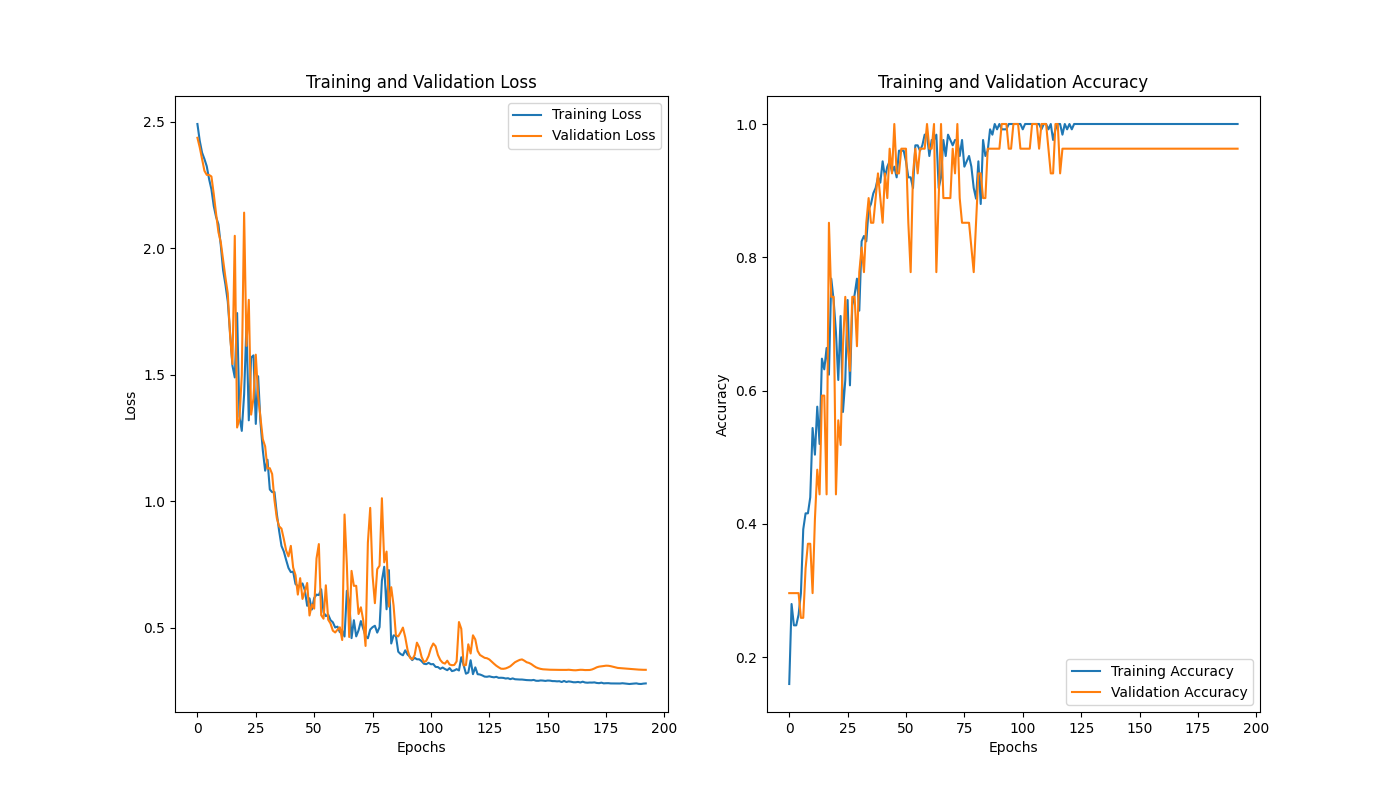 Training and Validation Loss
Training Loss
Validation Loss
2.5
2.0
1.5
1.0
0.5
Loss
0 25 50 75 100 125 150 175 200
Epochs
Training and Validation Accuracy
1.0
0.8
0.6
0.4
0.2
Accuracy
Training Accuracy
Validation Accuracy
0 25 50 75 100 125 150 175 200
Epochs